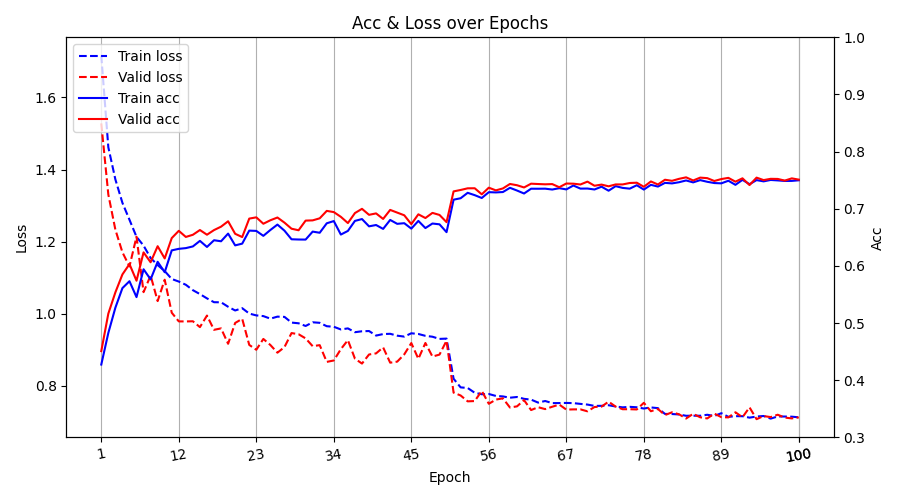 Acc & Loss over Epochs
Train loss
Valid loss
Train acc
Valid acc
Loss
1.6
1.4
1.2
1.0
0.8
Acc
1.0
0.9
0.8
0.7
0.6
0.5
0.4
0.3
1 12 23 34 45 56 67 78 89 100
Epoch